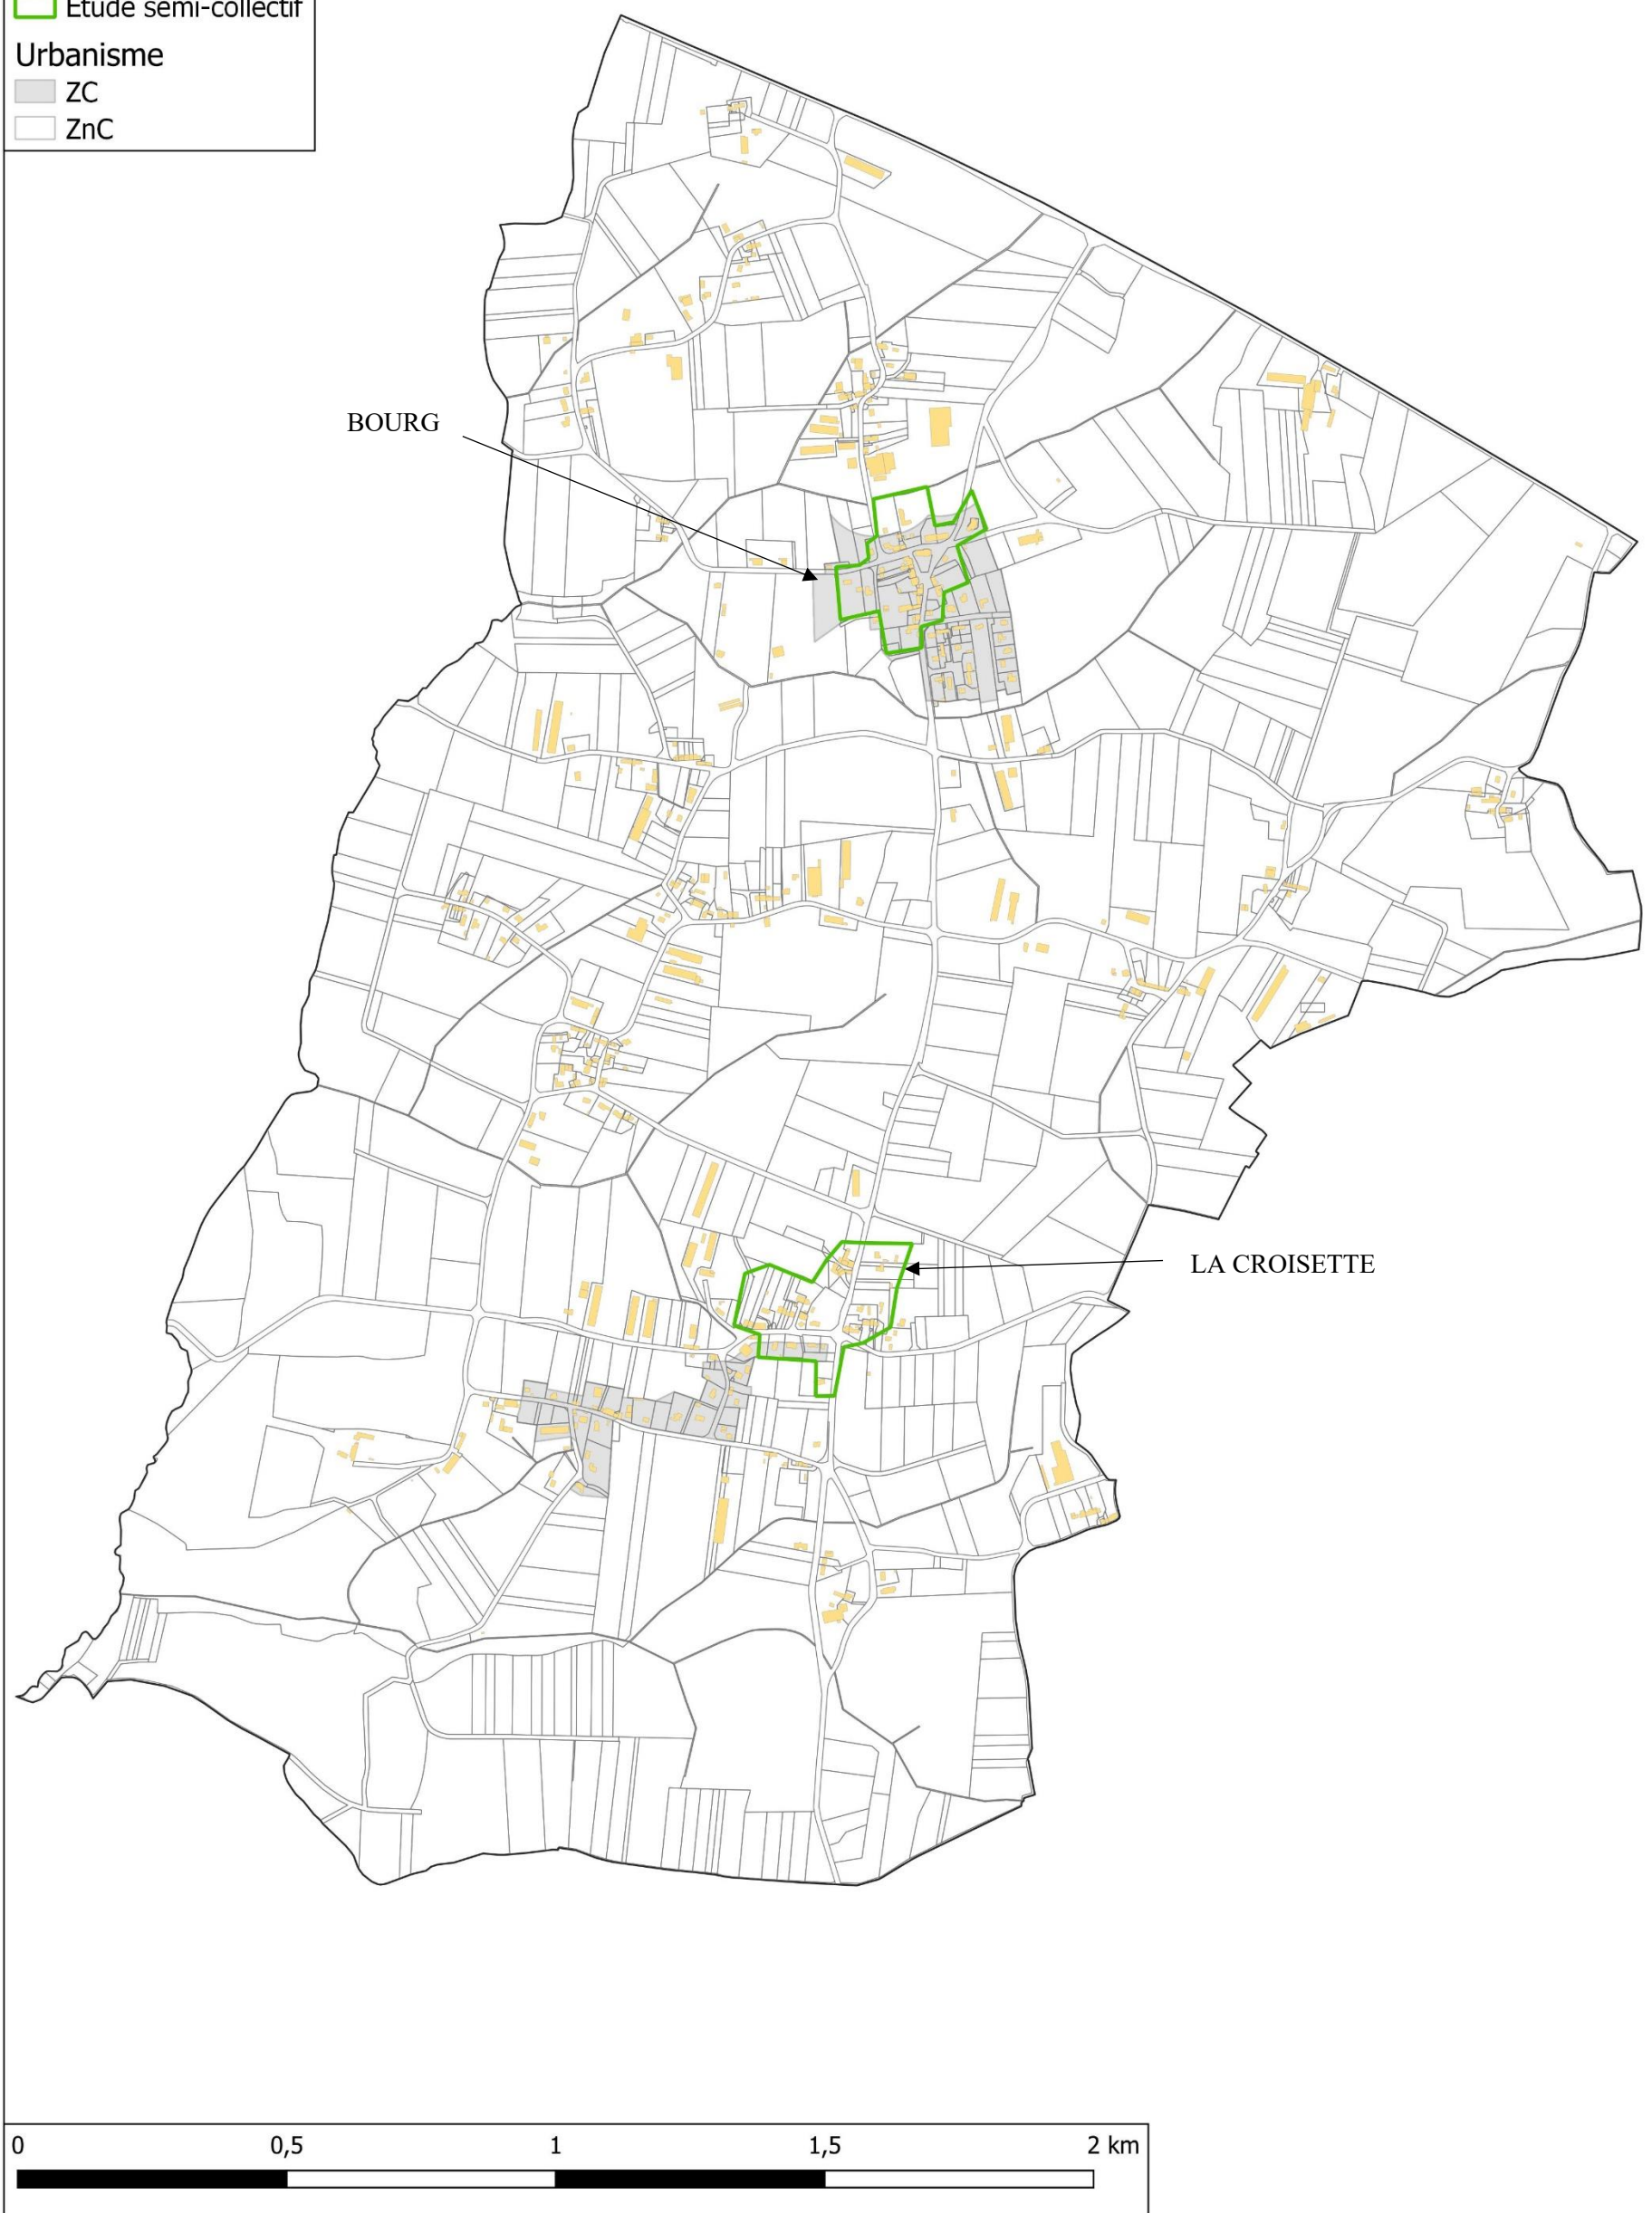 Etude semi-collectif
Urbanisme
ZC
ZnC
BOURG
LA CROISETTE
0 0,5 1 1,5 2 km